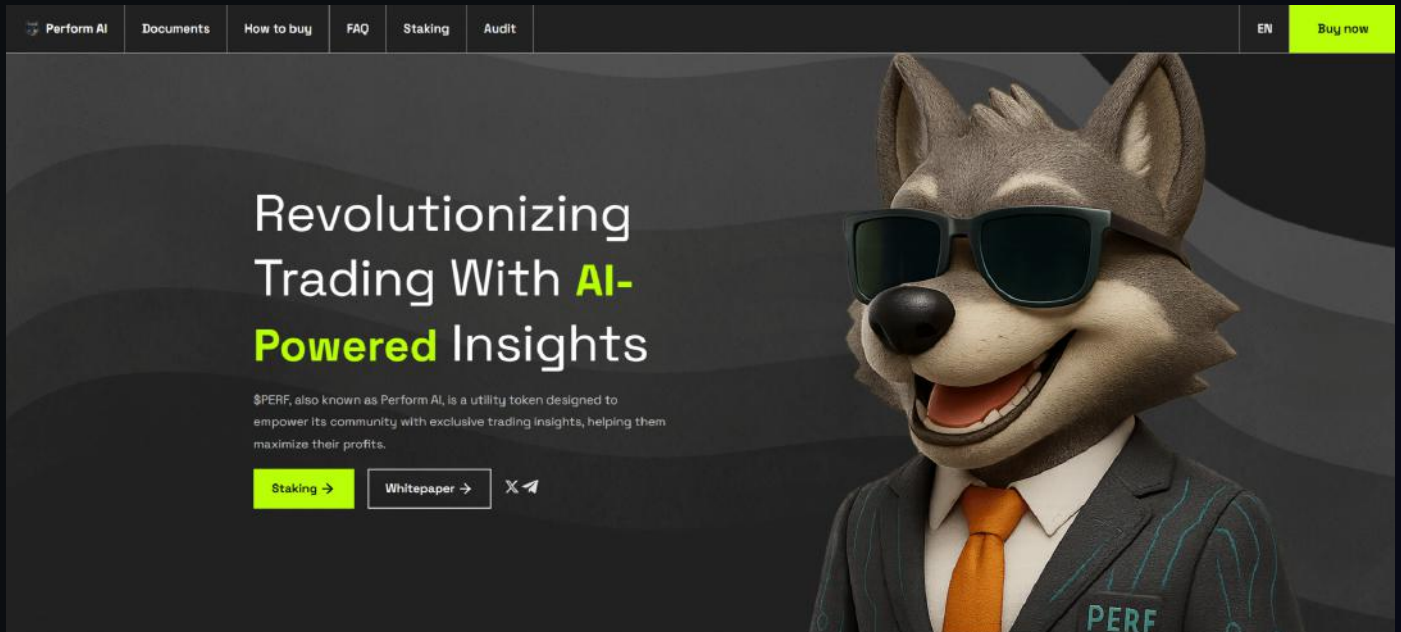 Perform AI
Documents
How to buy
FAQ
Staking
Audit
EN
Buy now
Revolutionizing
Trading With AI-
Powered Insights
$PERF, also known as Perform AI, is a utility token designed to
empower its community with exclusive trading insights, helping them
maximize their profits.
Staking →
Whitepaper →
PERF